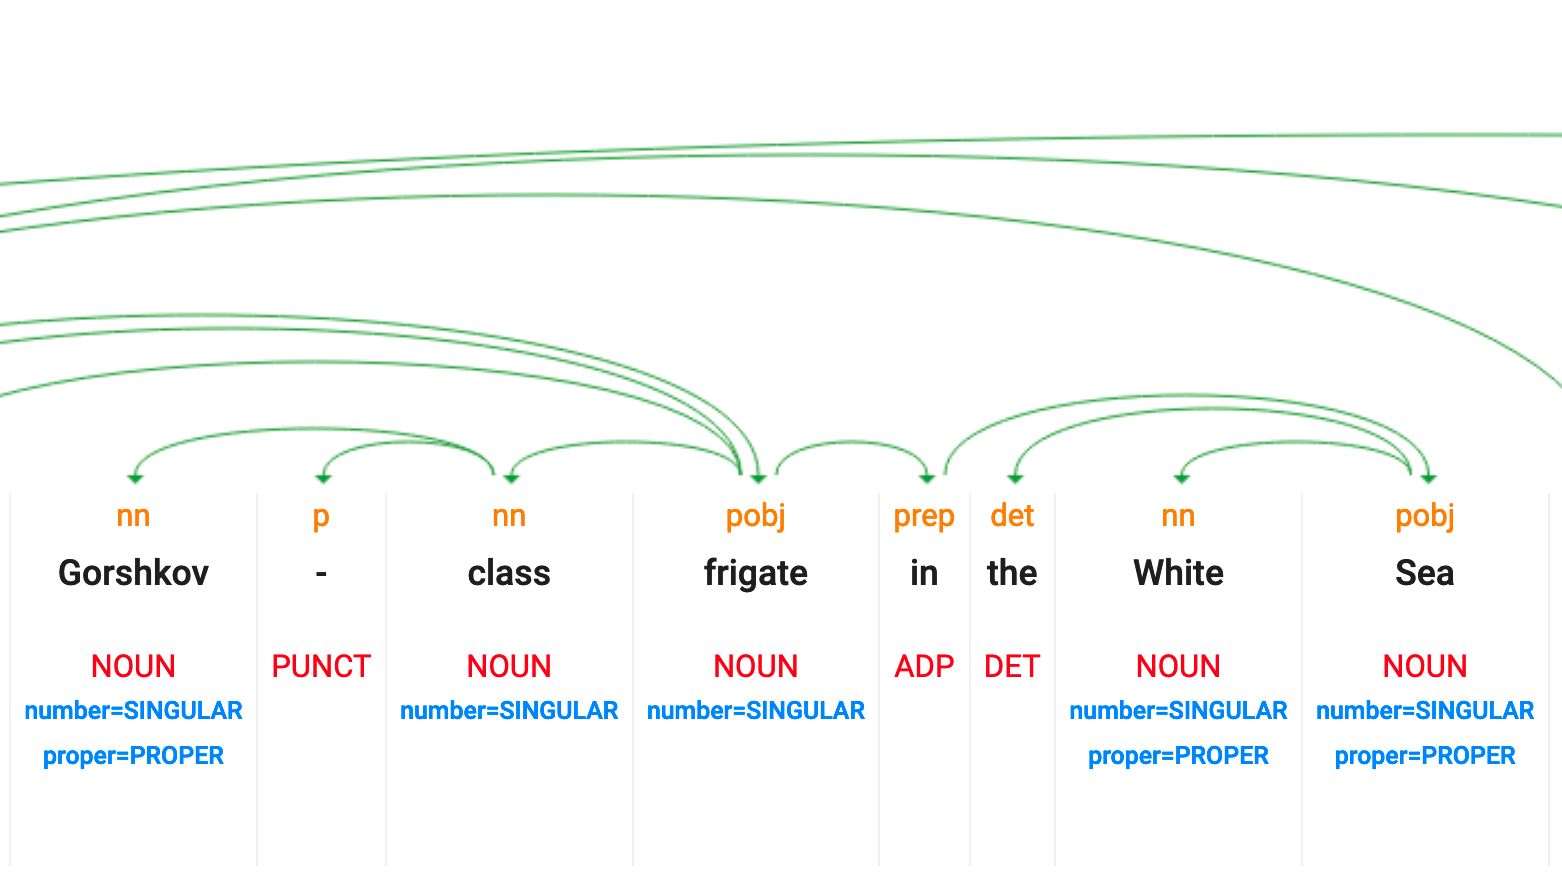 nn p nn pobj prep det nn pobj
Gorshkov - class frigate in the White Sea
NOUN PUNCT NOUN NOUN ADP DET NOUN NOUN
number=SINGULAR number=SINGULAR number=SINGULAR number=SINGULAR number=SINGULAR
proper=PROPER proper=PROPER proper=PROPER